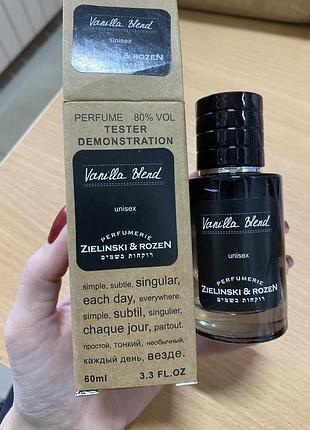 Vanilla Blend
unisex
ZIELINSKI & ROZEN
PERFUME 80% VOL
TESTER
DEMONSTRATION
Vanilla Blend
unisex
PERFUMERIE
ZIELINSKI & ROZEN
רוקחות בשמים
simple, subtle, singular,
each day, everywhere.
simple, subtil, singulier,
chaque jour, partout.
простой, тонкий, необычный,
каждый день, везде.
60ml 3.3 FL.OZ
Vanilla Blend
unisex
PERFUMERIE
ZIELINSKI & ROZEN
רוקחות בשמים